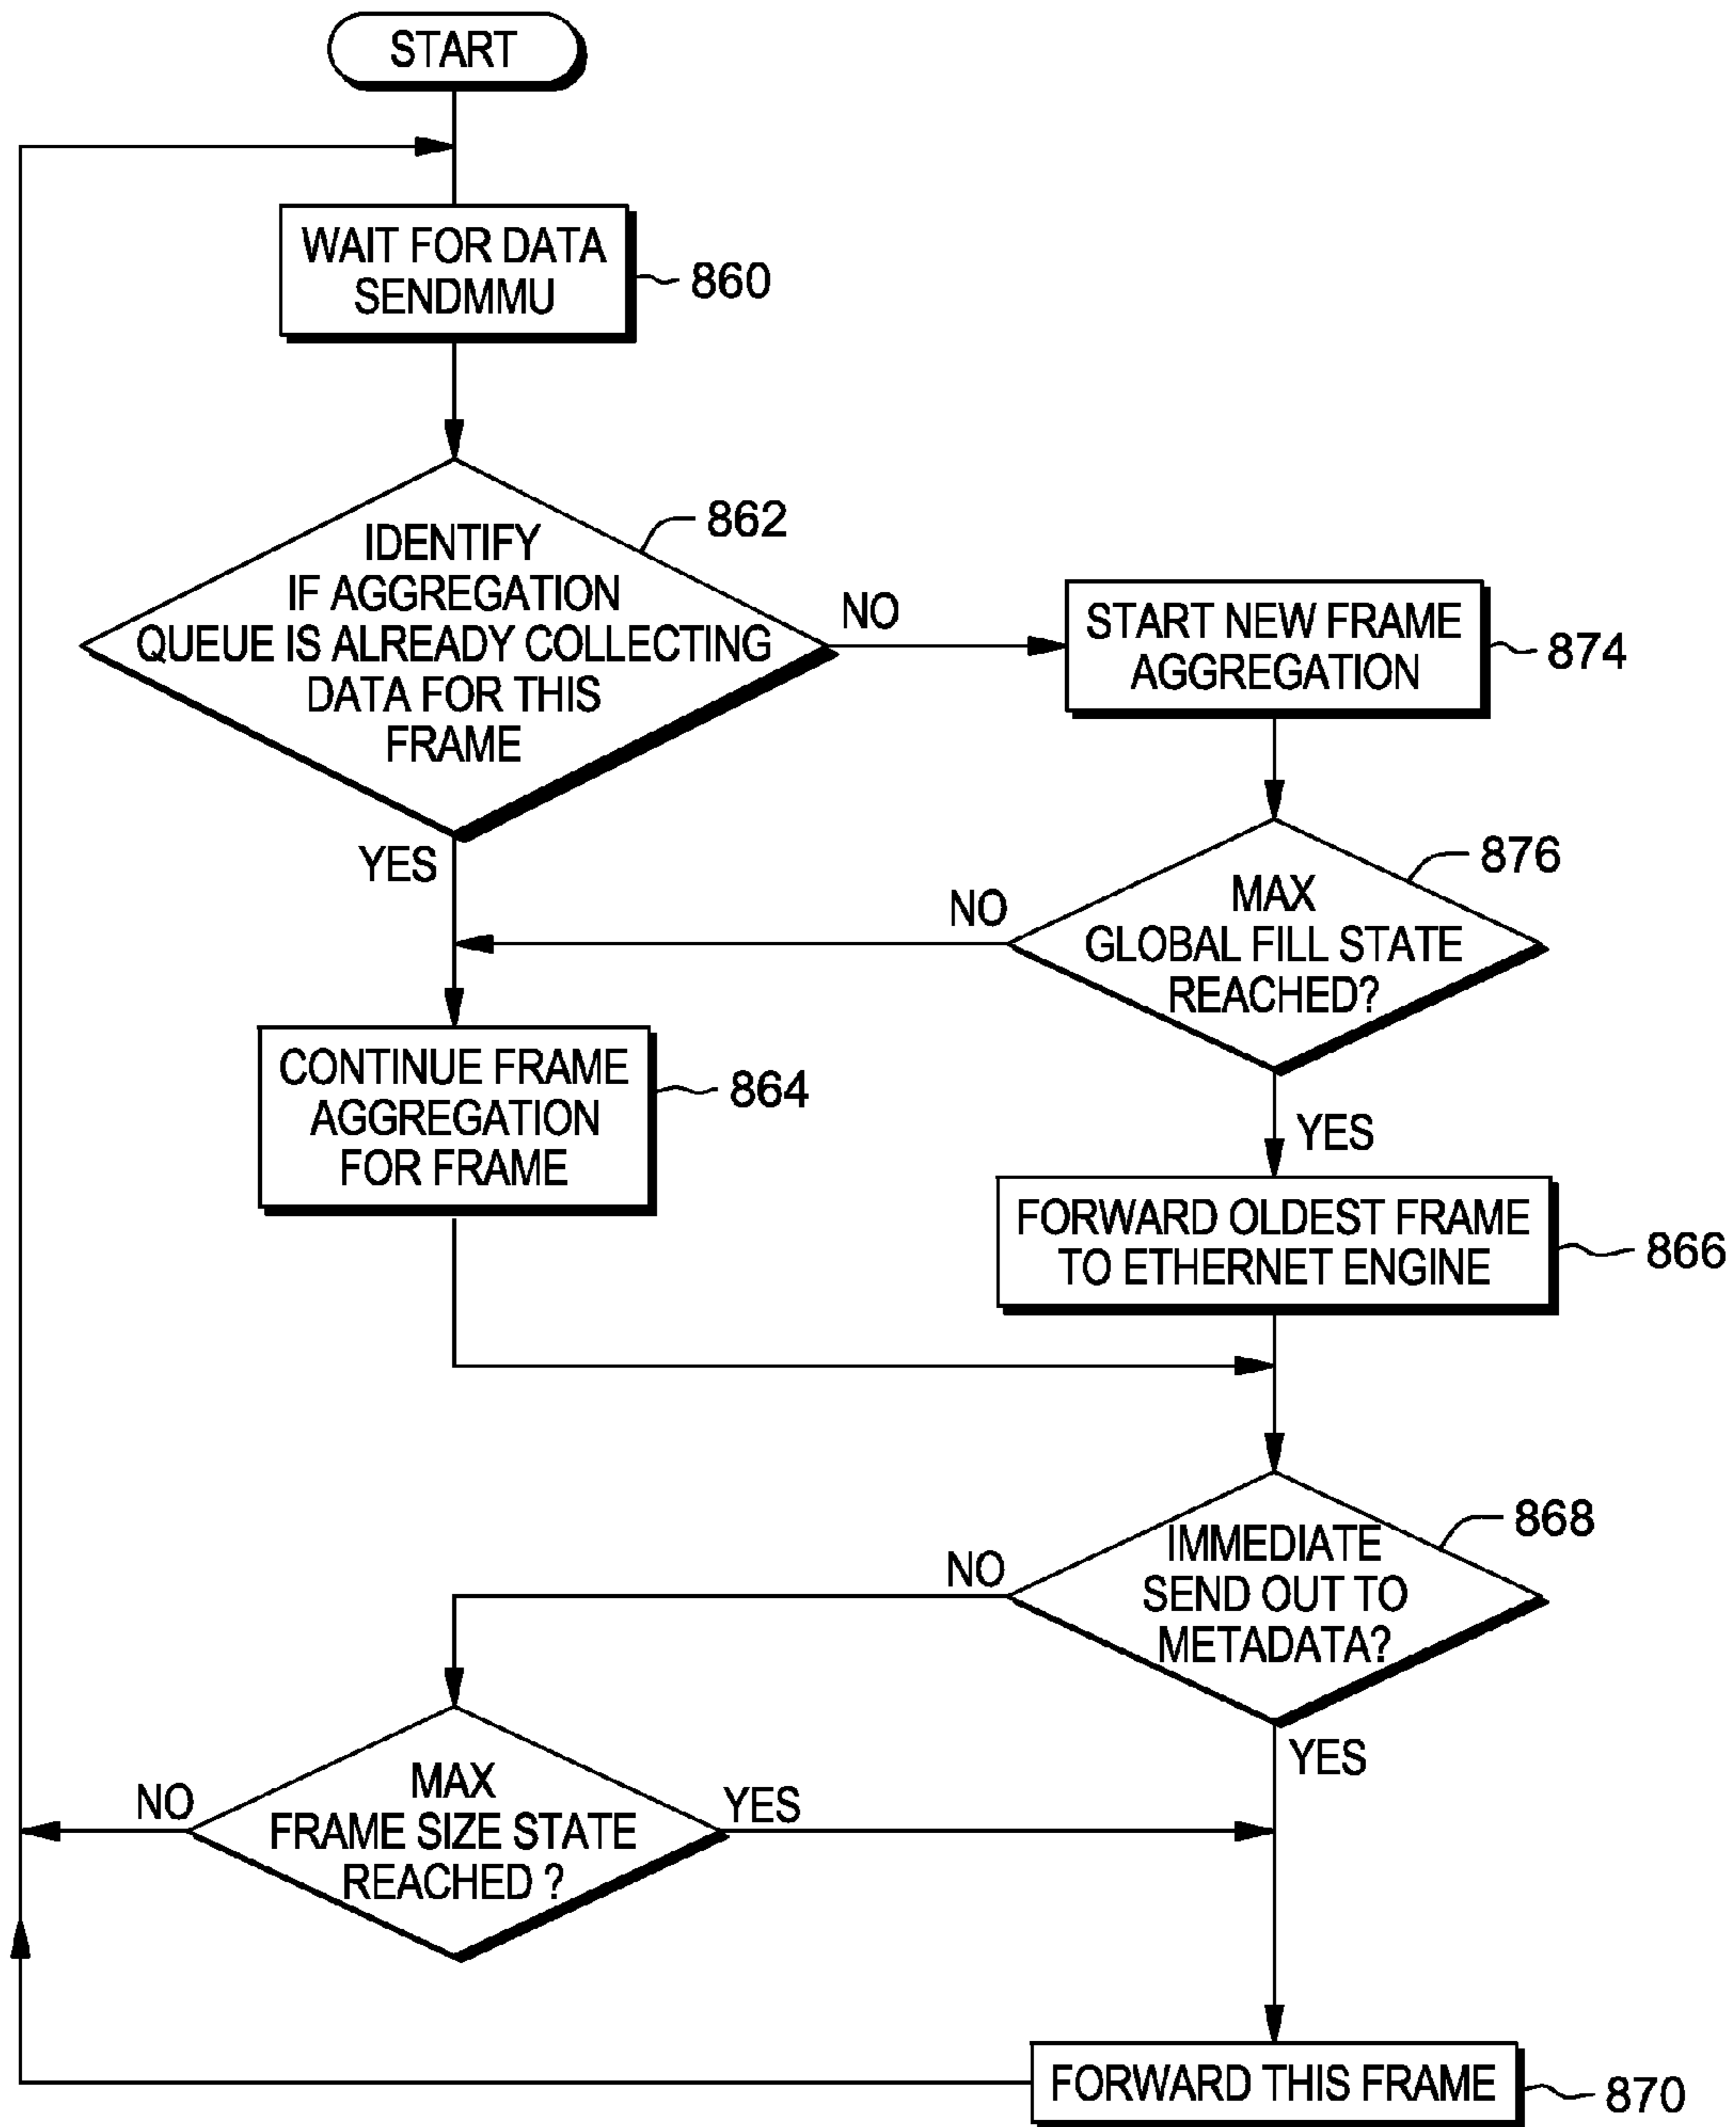 START
WAIT FOR DATA
SENDMMU
860
IDENTIFY
IF AGGREGATION
QUEUE IS ALREADY COLLECTING
DATA FOR THIS
FRAME
862
NO
START NEW FRAME
AGGREGATION
874
YES
MAX
GLOBAL FILL STATE
REACHED?
876
NO
CONTINUE FRAME
AGGREGATION
FOR FRAME
864
YES
FORWARD OLDEST FRAME
TO ETHERNET ENGINE
866
IMMEDIATE
SEND OUT TO
METADATA?
868
NO
YES
MAX
FRAME SIZE STATE
REACHED ?
NO
YES
FORWARD THIS FRAME
870